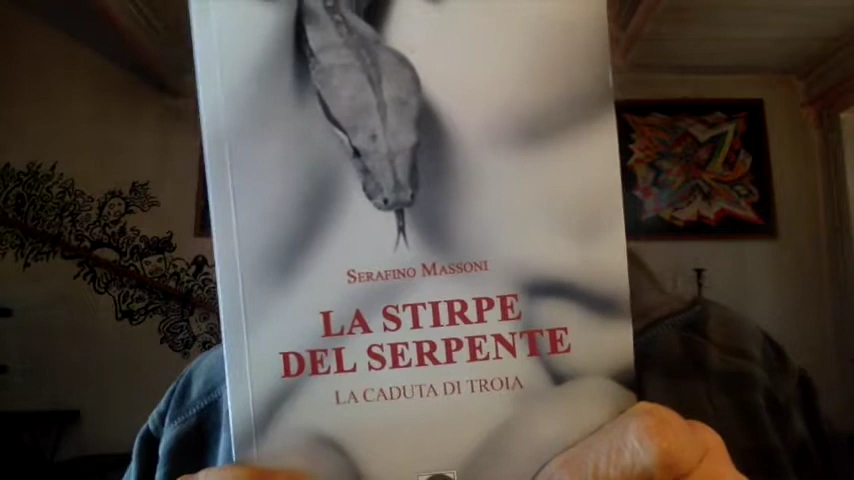 SERAFINO MASSONI
LA STIRPE
DEL SERPENTE
LA CADUTA DI TROIA